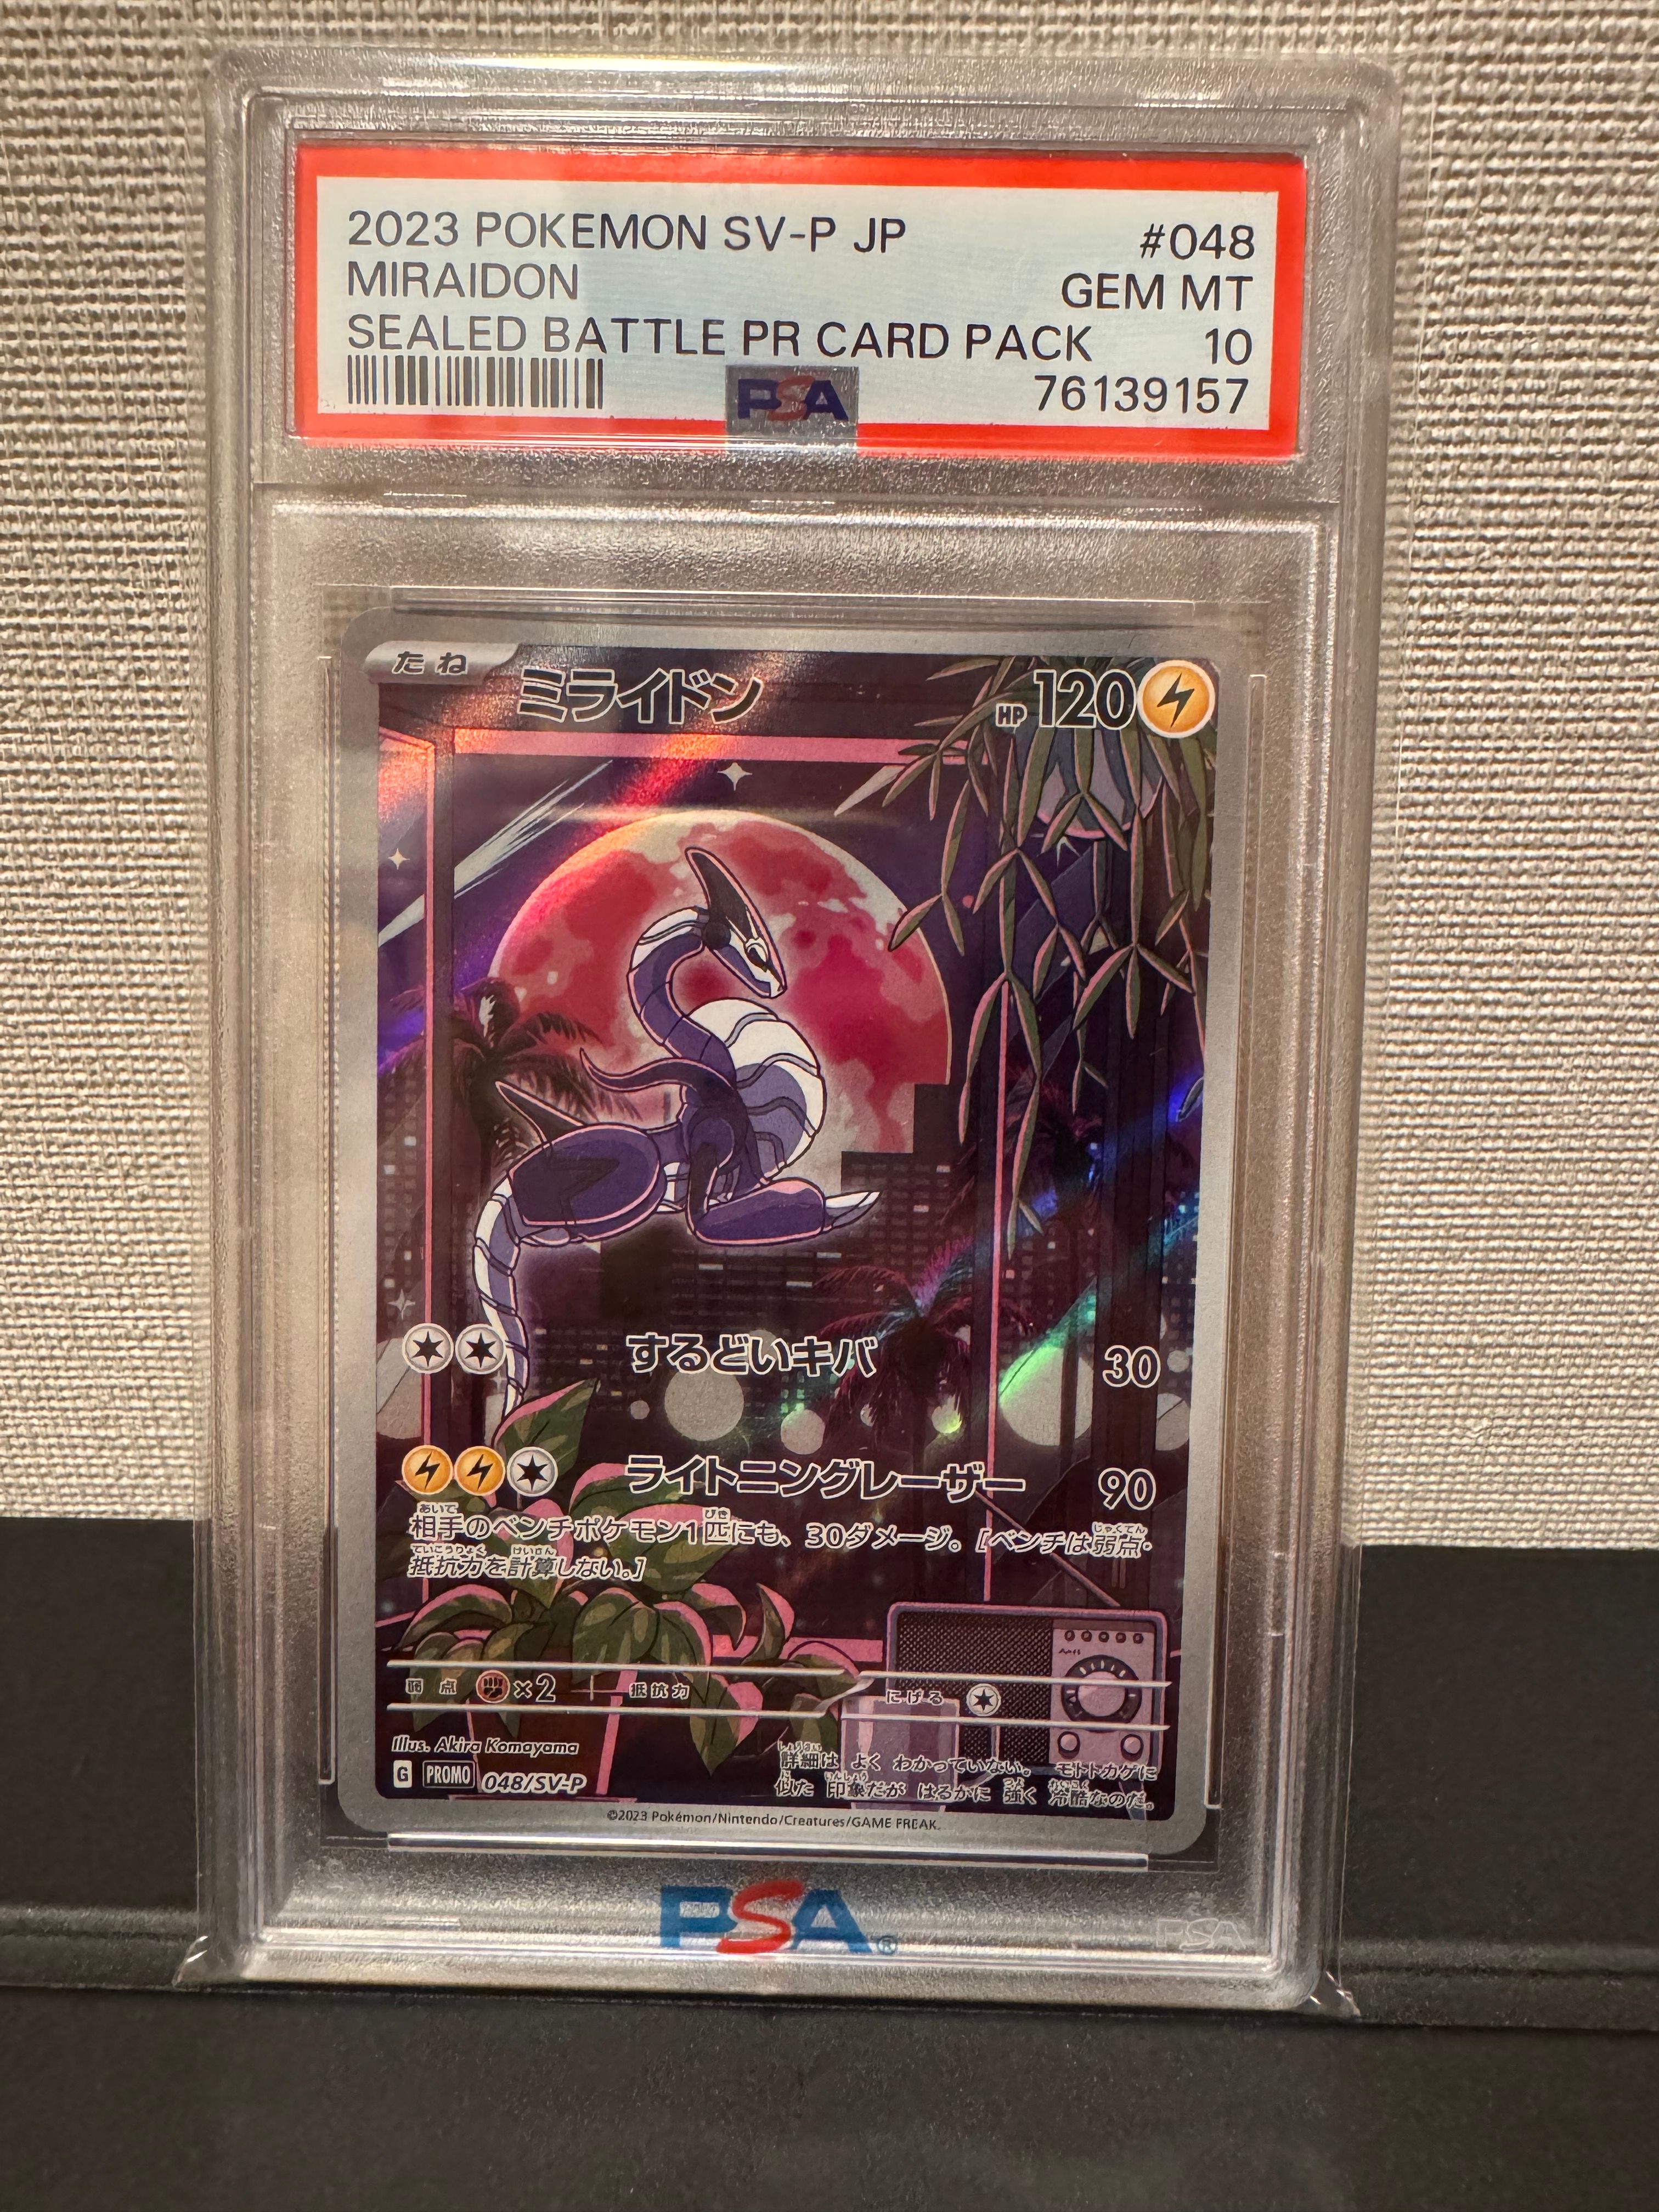 2023 POKEMON SV-P JP #048
MIRAIDON GEM MT
SEALED BATTLE PR CARD PACK 10
PSA 76139157
たね ミライドン HP 120
するどいキバ 30
ライトニングレーザー 90
相手のベンチポケモン1匹にも、30ダメージ。[ベンチは弱点・
抵抗力を計算しない。]
弱点 ×2 抵抗力 にげる
Illus. Akira Komayama
G PROMO 048/SV-P
詳細は よく わかっていない。 モトトカゲに
似た 印象だが はるかに 強く 冷酷なのだ。
©2023 Pokémon/Nintendo/Creatures/GAME FREAK.
PSA®
PSA